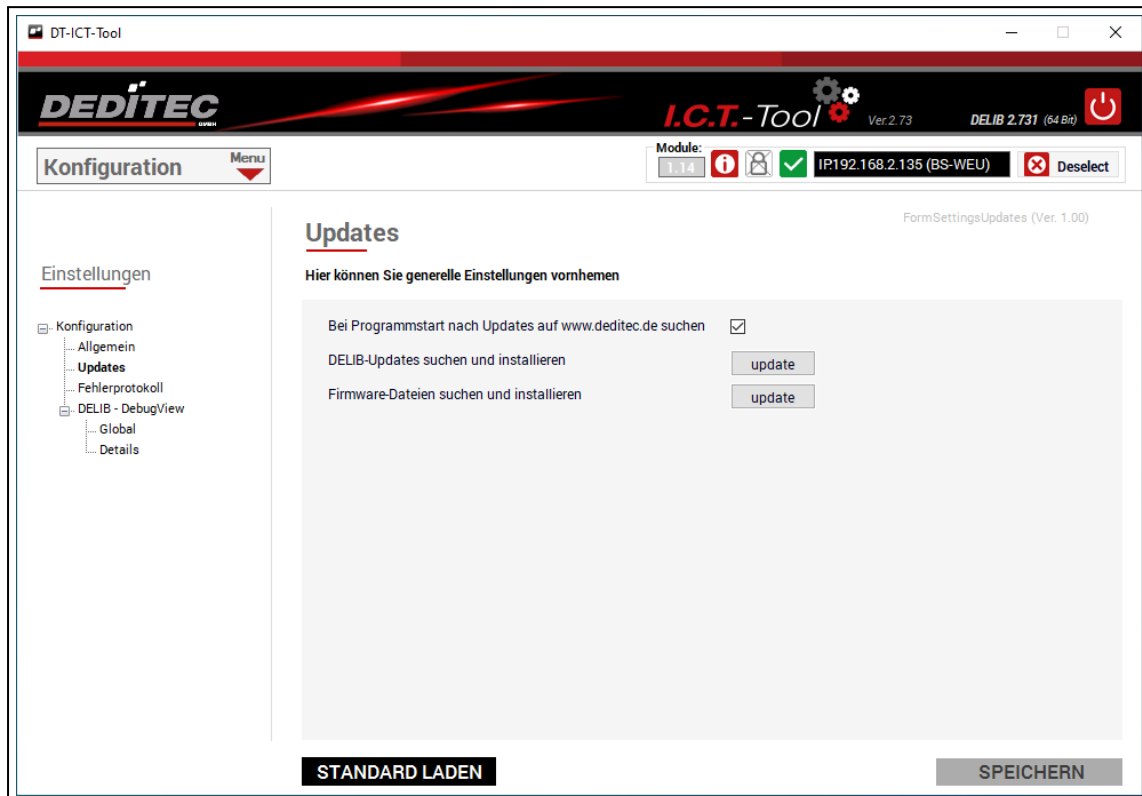 DT-ICT-Tool
DEDITEC
GMBH
I.C.T.-Tool
Ver.2.73
DELIB 2.731 (64 Bit)
Konfiguration
Menu
Module:
1.14
IP.192.168.2.135 (BS-WEU)
Deselect
FormSettingsUpdates (Ver. 1.00)
Updates
Einstellungen
Hier können Sie generelle Einstellungen vornhemen
Konfiguration
Allgemein
Updates
Fehlerprotokoll
DELIB - DebugView
Global
Details
Bei Programmstart nach Updates auf www.deditec.de suchen
DELIB-Updates suchen und installieren
update
Firmware-Dateien suchen und installieren
update
STANDARD LADEN
SPEICHERN